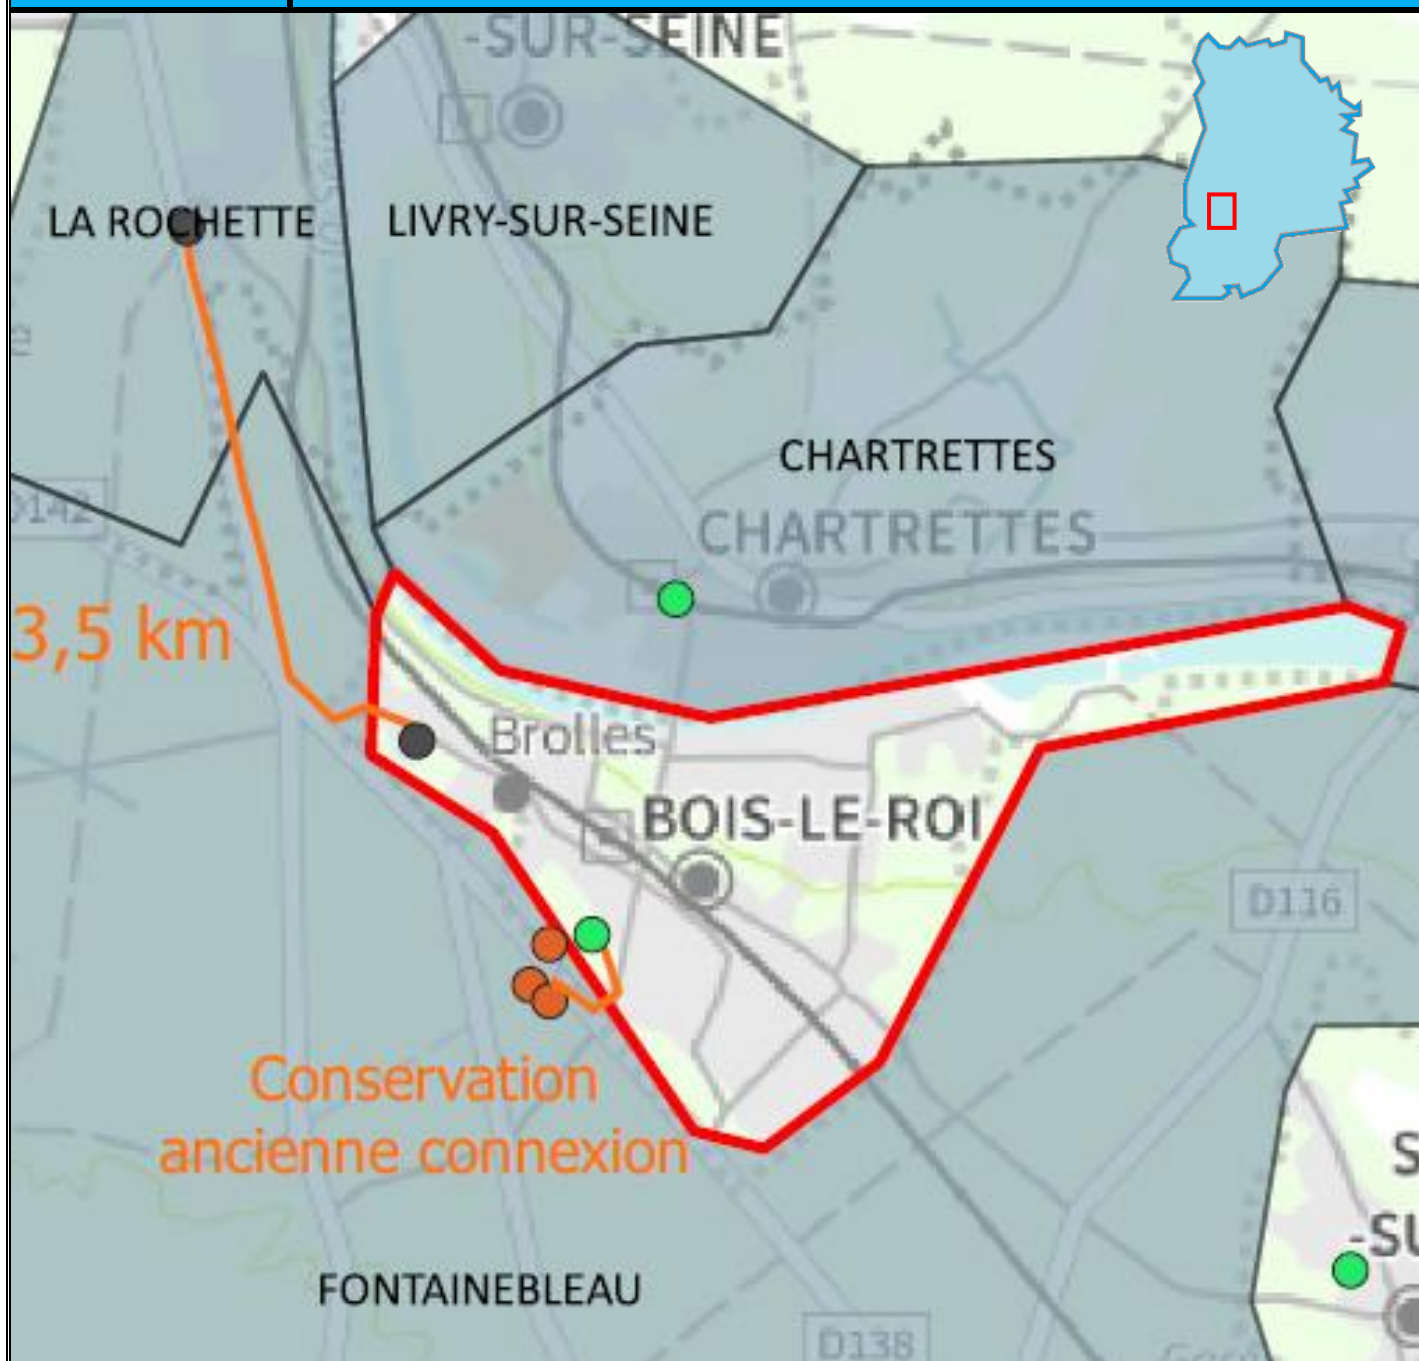 -SUR-SEINE
LA ROCHETTE
LIVRY-SUR-SEINE
CHARTRETTES
D142
CHARTRETTES
3,5 km
Brolles
BOIS-LE-ROI
D116
Conservation
ancienne connexion
S
-SU
FONTAINEBLEAU
D138